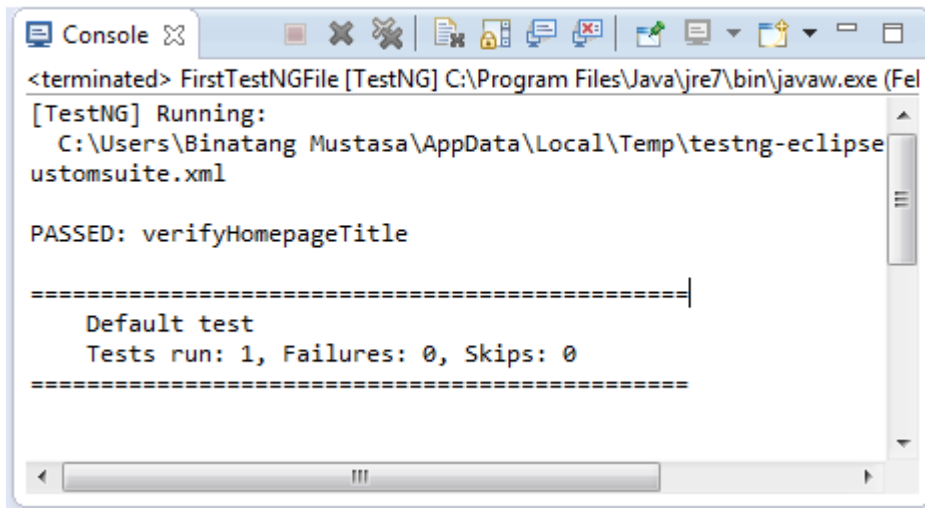 Console
<terminated> FirstTestNGFile [TestNG] C:\Program Files\Java\jre7\bin\javaw.exe (Fel
[TestNG] Running:
  C:\Users\Binatang Mustasa\AppData\Local\Temp\testng-eclipse
ustomsuite.xml
PASSED: verifyHomepageTitle
===============================================
    Default test
    Tests run: 1, Failures: 0, Skips: 0
===============================================